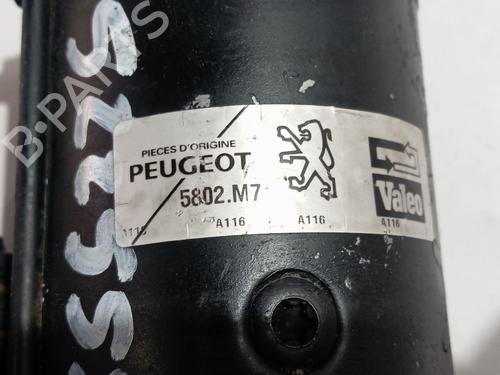 B-PARTS
PIECES D'ORIGINE
PEUGEOT
5802.M7
Valeo
A116
A116
A116